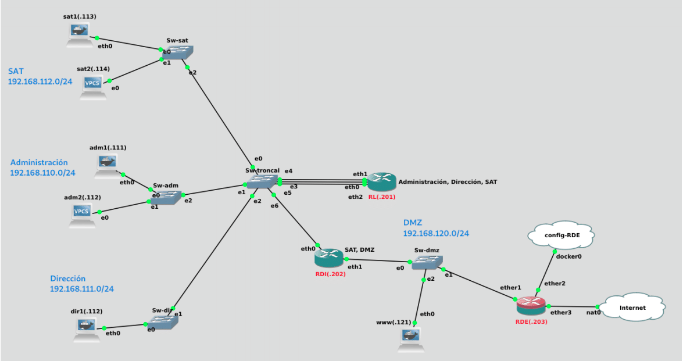 sat1(.113)
eth0
Sw-sat
e0
e1
e2
sat2(.114)
VPCS
e0
SAT
192.168.112.0/24
adm1(.111)
eth0
Administración
192.168.110.0/24
Sw-adm
e0
e1
e2
adm2(.112)
VPCS
e0
e0
Sw-troncal
e4
e3
e5
e1
e2
e6
eth1
eth0
eth2
Administración, Dirección, SAT
RL(.201)
DMZ
192.168.120.0/24
eth0
SAT, DMZ
eth1
RDI(.202)
Sw-dmz
e0
e1
e2
config-RDE
docker0
ether1
ether2
ether3
nat0
Internet
RDE(.203)
Dirección
192.168.111.0/24
dir1(.112)
eth0
Sw-dir
e0
e1
eth0
www(.121)